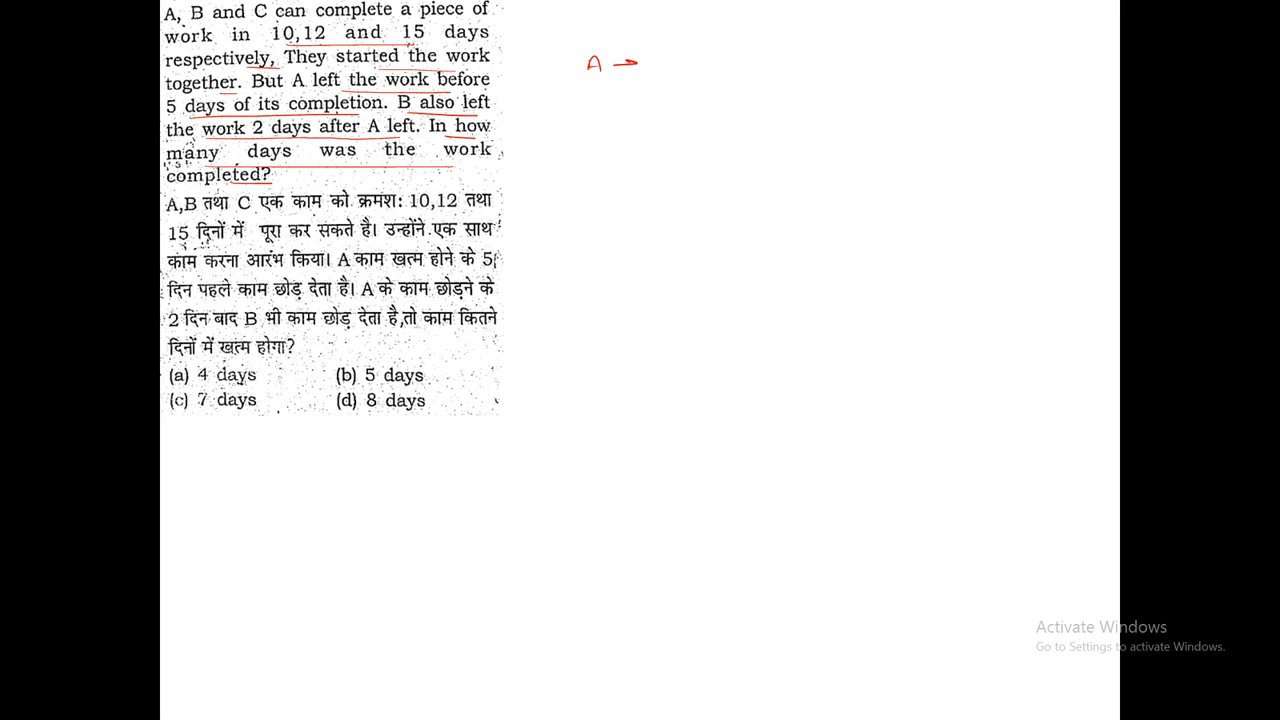 A, B and C can complete a piece of
work in 10,12 and 15 days
respectively, They started the work
together. But A left the work before
5 days of its completion. B also left
the work 2 days after A left. In how
many days was the work
completed?
A,B तथा C एक काम को क्रमश: 10,12 तथा
15 दिनों में पूरा कर सकते है। उन्होंने एक साथ
काम करना आरंभ किया। A काम खत्म होने के 5
दिन पहले काम छोड़ देता है। A के काम छोड़ने के
2 दिन बाद B भी काम छोड़ देता है,तो काम कितने
दिनों में खत्म होगा?
(a) 4 days (b) 5 days
(c) 7 days (d) 8 days
A →
Activate Windows
Go to Settings to activate Windows.